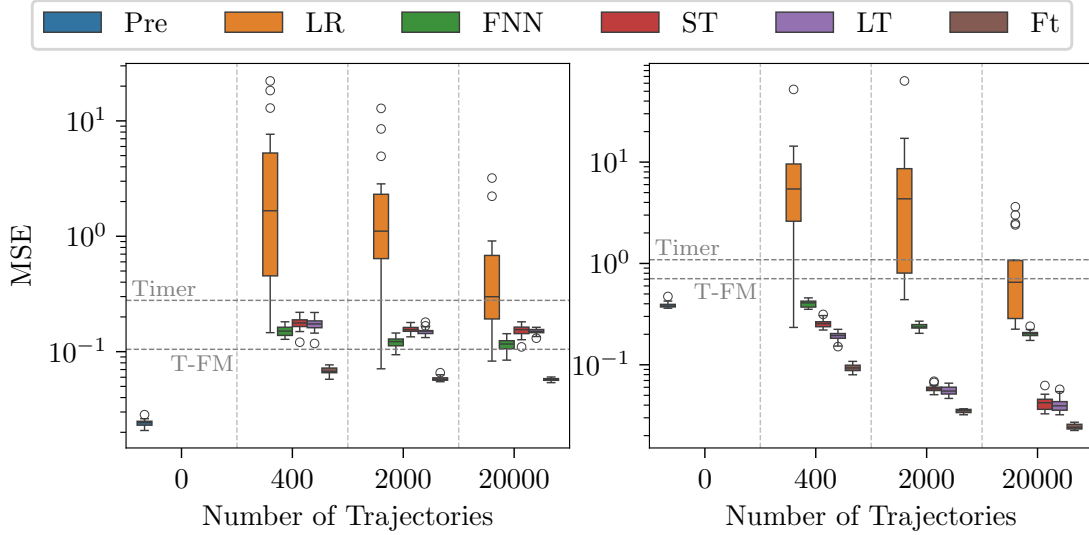 Pre LR FNN ST LT Ft
MSE
10^1
10^0
10^-1
Timer
T-FM
0 400 2000 20000
Number of Trajectories
10^1
10^0
10^-1
Timer
T-FM
0 400 2000 20000
Number of Trajectories